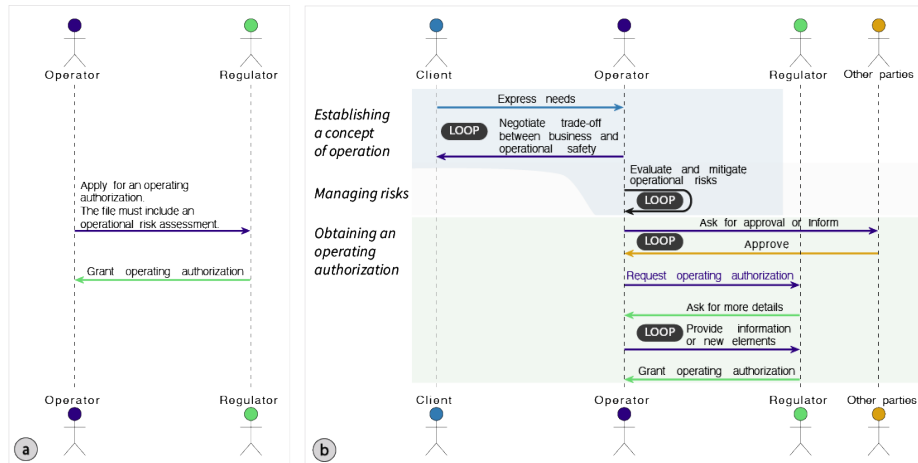 Operator
Regulator
Apply for an operating
authorization.
The file must include an
operational risk assessment.
Grant operating authorization
Operator
Regulator
a
Client
Operator
Regulator
Other parties
Establishing
a concept
of operation
Express needs
LOOP
Negotiate trade-off
between business and
operational safety
Managing risks
Evaluate and mitigate
operational risks
LOOP
Obtaining an
operating
authorization
Ask for approval or Inform
LOOP
Approve
Request operating authorization
Ask for more details
LOOP
Provide information
or new elements
Grant operating authorization
Client
Operator
Regulator
Other parties
b